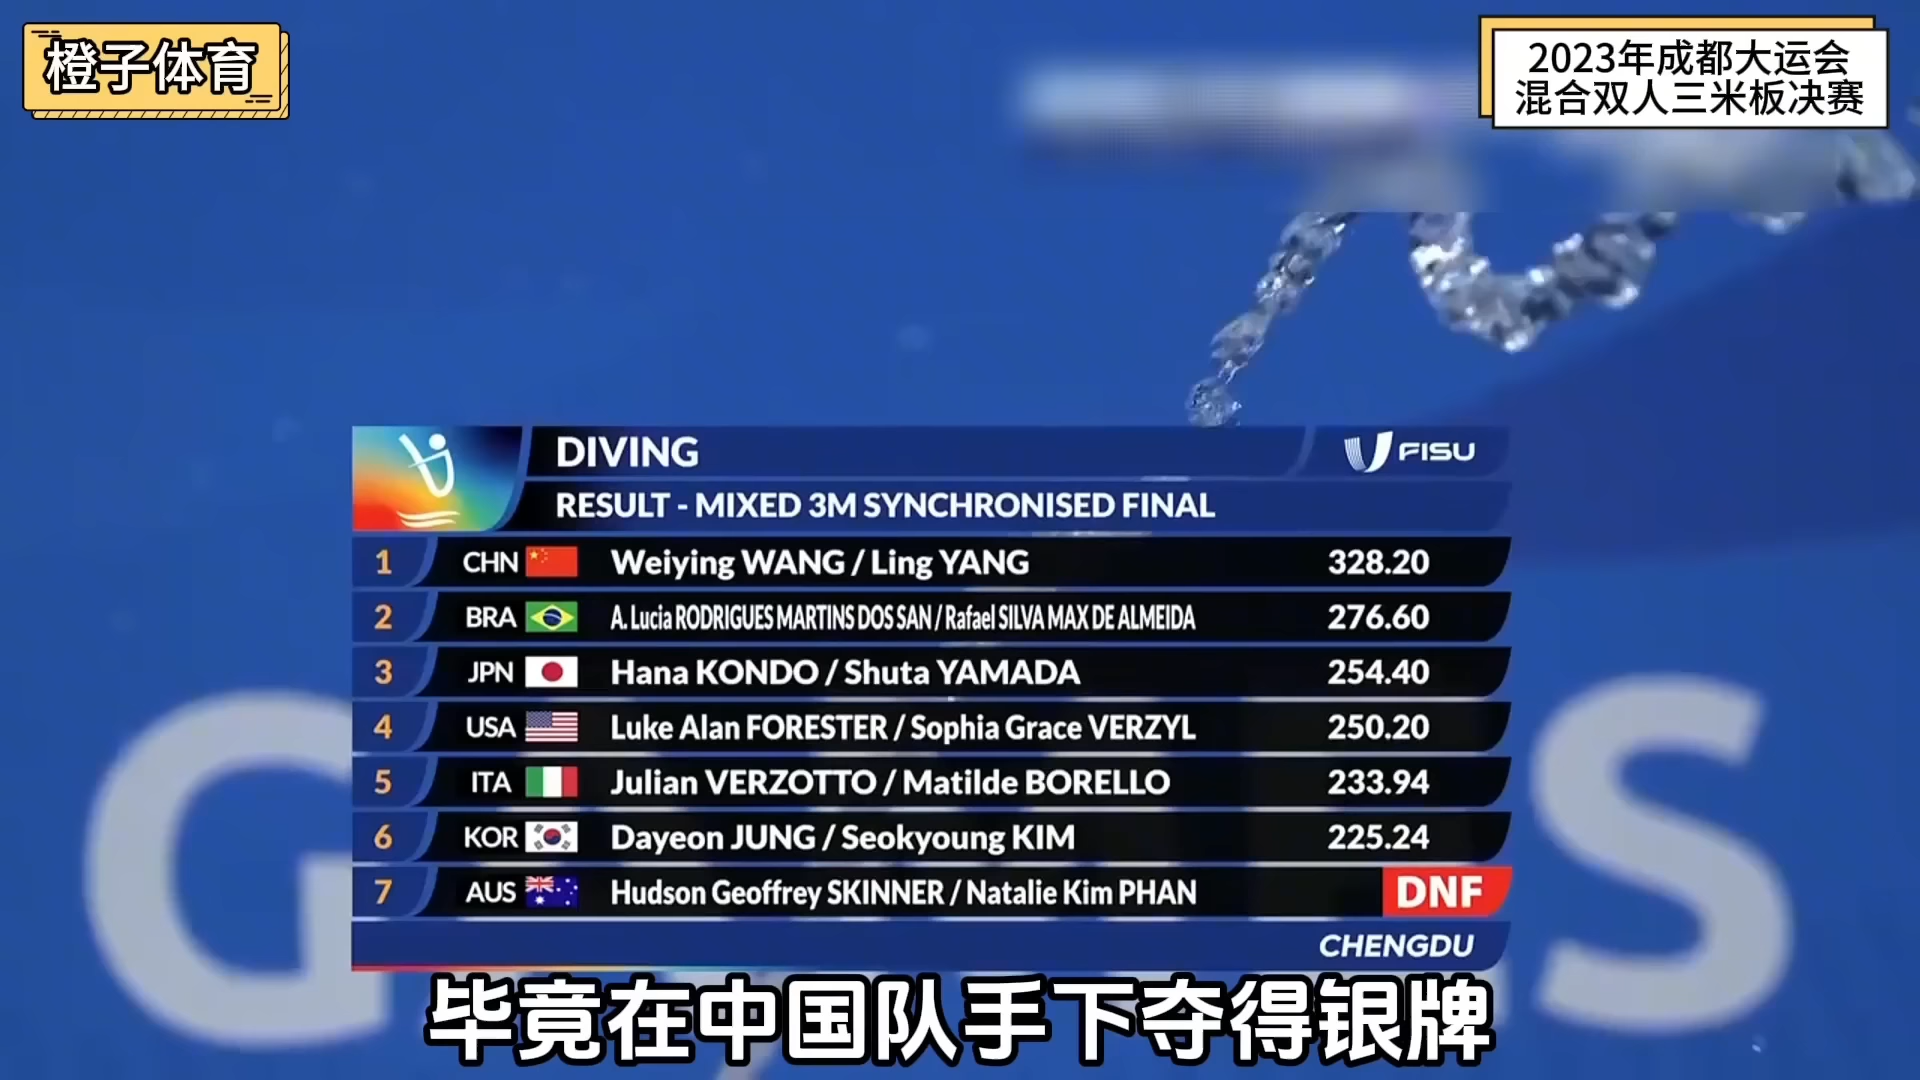 橙子体育
2023年成都大运会
混合双人三米板决赛
DIVING
FISU
RESULT - MIXED 3M SYNCHRONISED FINAL
1 CHN Weiying WANG / Ling YANG 328.20
2 BRA A. Lucia RODRIGUES MARTINS DOS SAN / Rafael SILVA MAX DE ALMEIDA 276.60
3 JPN Hana KONDO / Shuta YAMADA 254.40
4 USA Luke Alan FORESTER / Sophia Grace VERZYL 250.20
5 ITA Julian VERZOTTO / Matilde BORELLO 233.94
6 KOR Dayeon JUNG / Seokyoung KIM 225.24
7 AUS Hudson Geoffrey SKINNER / Natalie Kim PHAN DNF
CHENGDU
毕竟在中国队手下夺得银牌